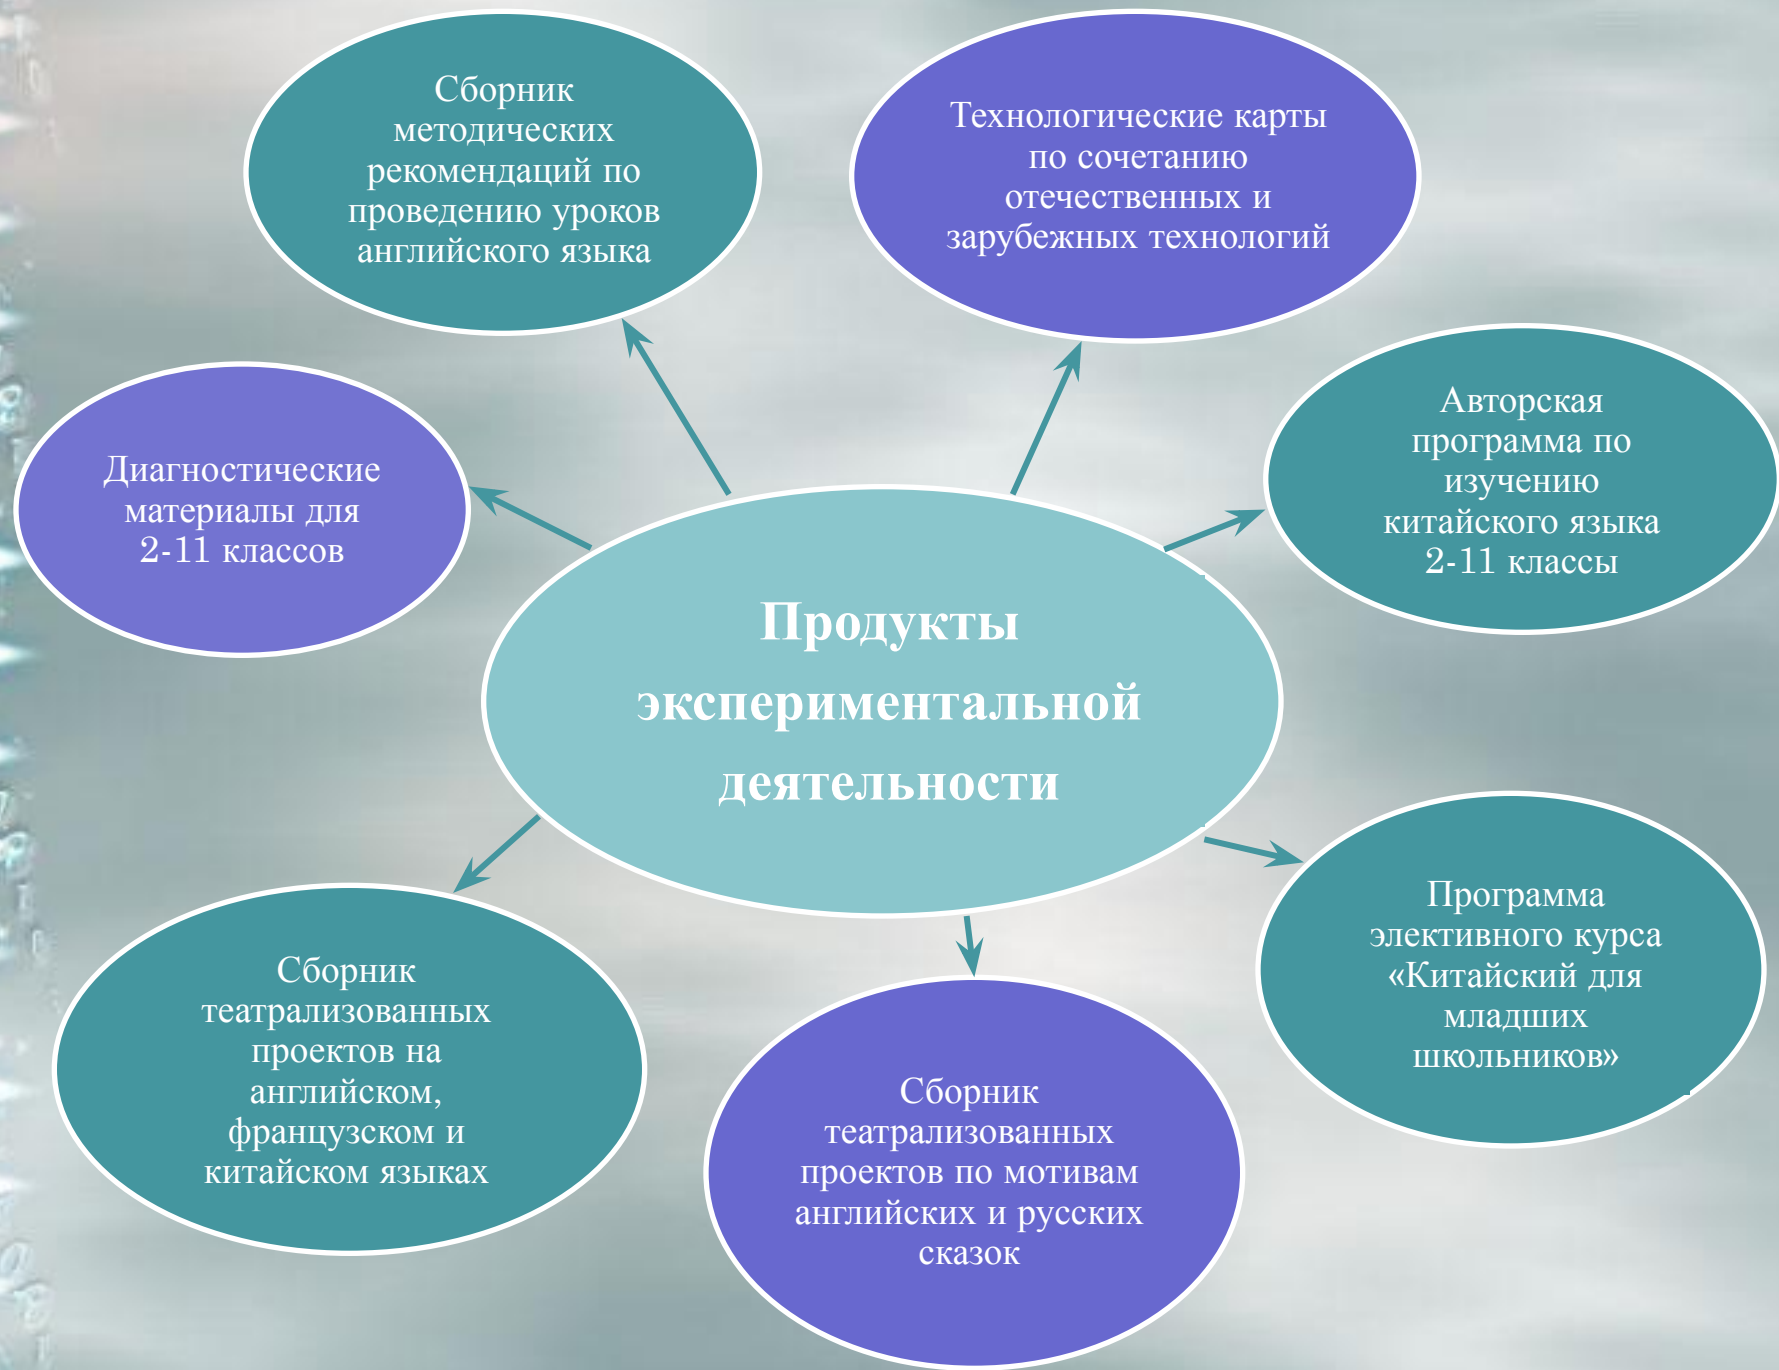 Сборник
методических
рекомендаций по
проведению уроков
английского языка
Технологические карты
по сочетанию
отечественных и
зарубежных технологий
Диагностические
материалы для
2-11 классов
Авторская
программа по
изучению
китайского языка
2-11 классы
Продукты
экспериментальной
деятельности
Сборник
театрализованных
проектов на
английском,
французском и
китайском языках
Сборник
театрализованных
проектов по мотивам
английских и русских
сказок
Программа
элективного курса
«Китайский для
младших
школьников»